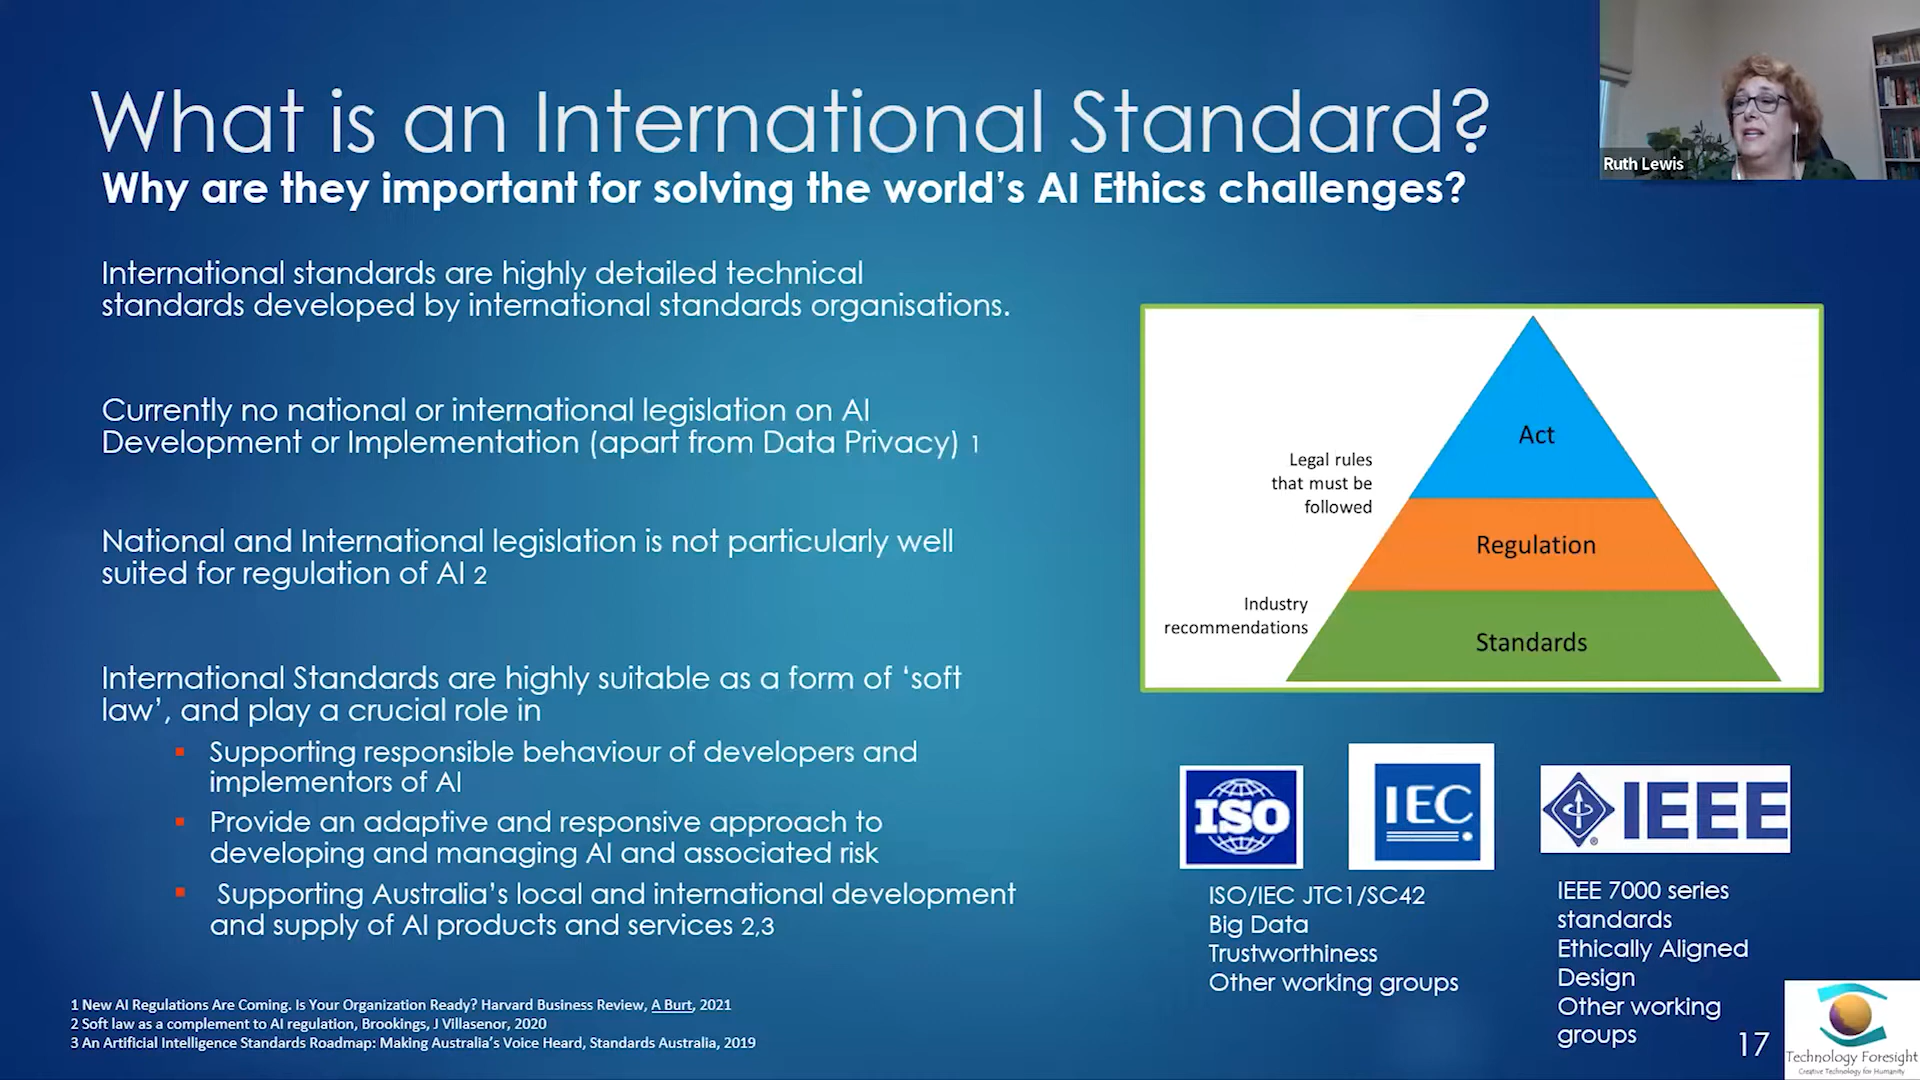 What is an International Standard?
Why are they important for solving the world's AI Ethics challenges?
Ruth Lewis
International standards are highly detailed technical
standards developed by international standards organisations.
Currently no national or international legislation on AI
Development or Implementation (apart from Data Privacy) 1
National and International legislation is not particularly well
suited for regulation of AI 2
International Standards are highly suitable as a form of ‘soft
law’, and play a crucial role in
▪ Supporting responsible behaviour of developers and
implementors of AI
▪ Provide an adaptive and responsive approach to
developing and managing AI and associated risk
▪ Supporting Australia’s local and international development
and supply of AI products and services 2,3
1 New AI Regulations Are Coming. Is Your Organization Ready? Harvard Business Review, A Burt, 2021
2 Soft law as a complement to AI regulation, Brookings, J Villasenor, 2020
3 An Artificial Intelligence Standards Roadmap: Making Australia’s Voice Heard, Standards Australia, 2019
Act
Legal rules
that must be
followed
Regulation
Industry
recommendations
Standards
ISO
IEC
IEEE
ISO/IEC JTC1/SC42
Big Data
Trustworthiness
Other working groups
IEEE 7000 series
standards
Ethically Aligned
Design
Other working
groups
17
Technology Foresight
Creative Technology for Humanity